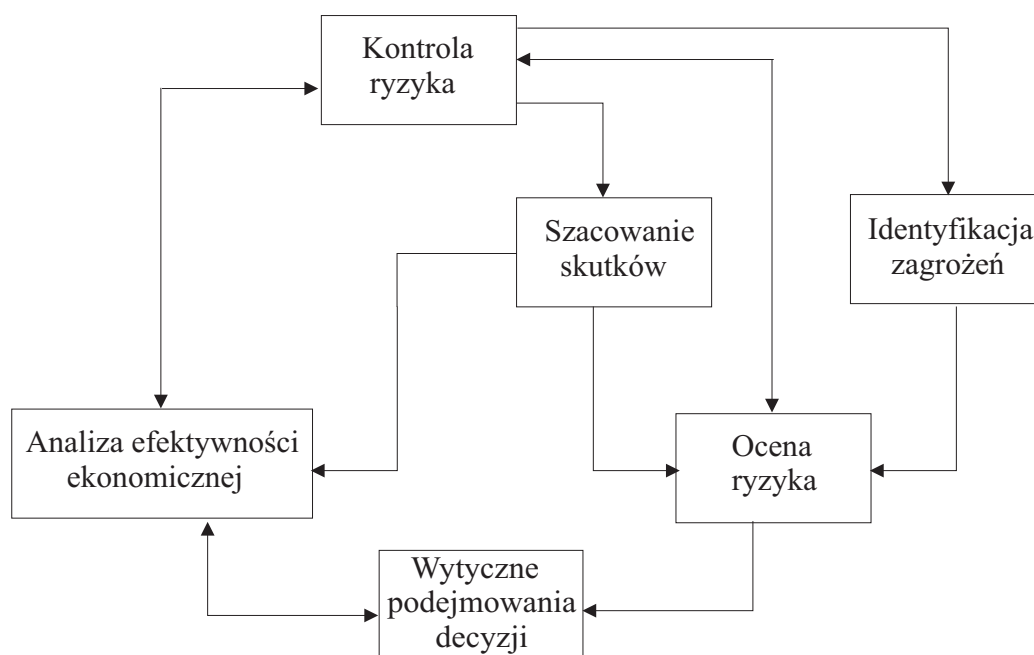 Kontrola
ryzyka
Szacowanie
skutków
Identyfikacja
zagrożeń
Analiza efektywności
ekonomicznej
Ocena
ryzyka
Wytyczne
podejmowania
decyzji